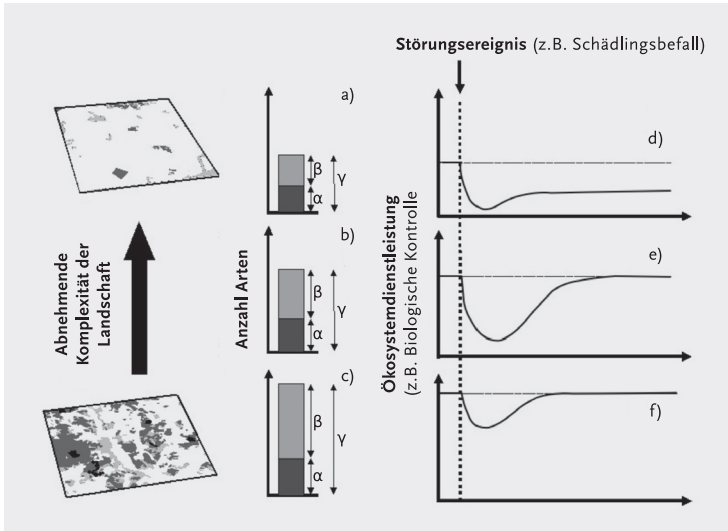 Störungsereignis (z.B. Schädlingsbefall)
Abnehmende
Komplexität der
Landschaft
Anzahl Arten
a)
β
α
γ
b)
β
α
γ
c)
β
α
γ
Ökosystemdienstleistung
(z.B. Biologische Kontrolle
d)
e)
f)